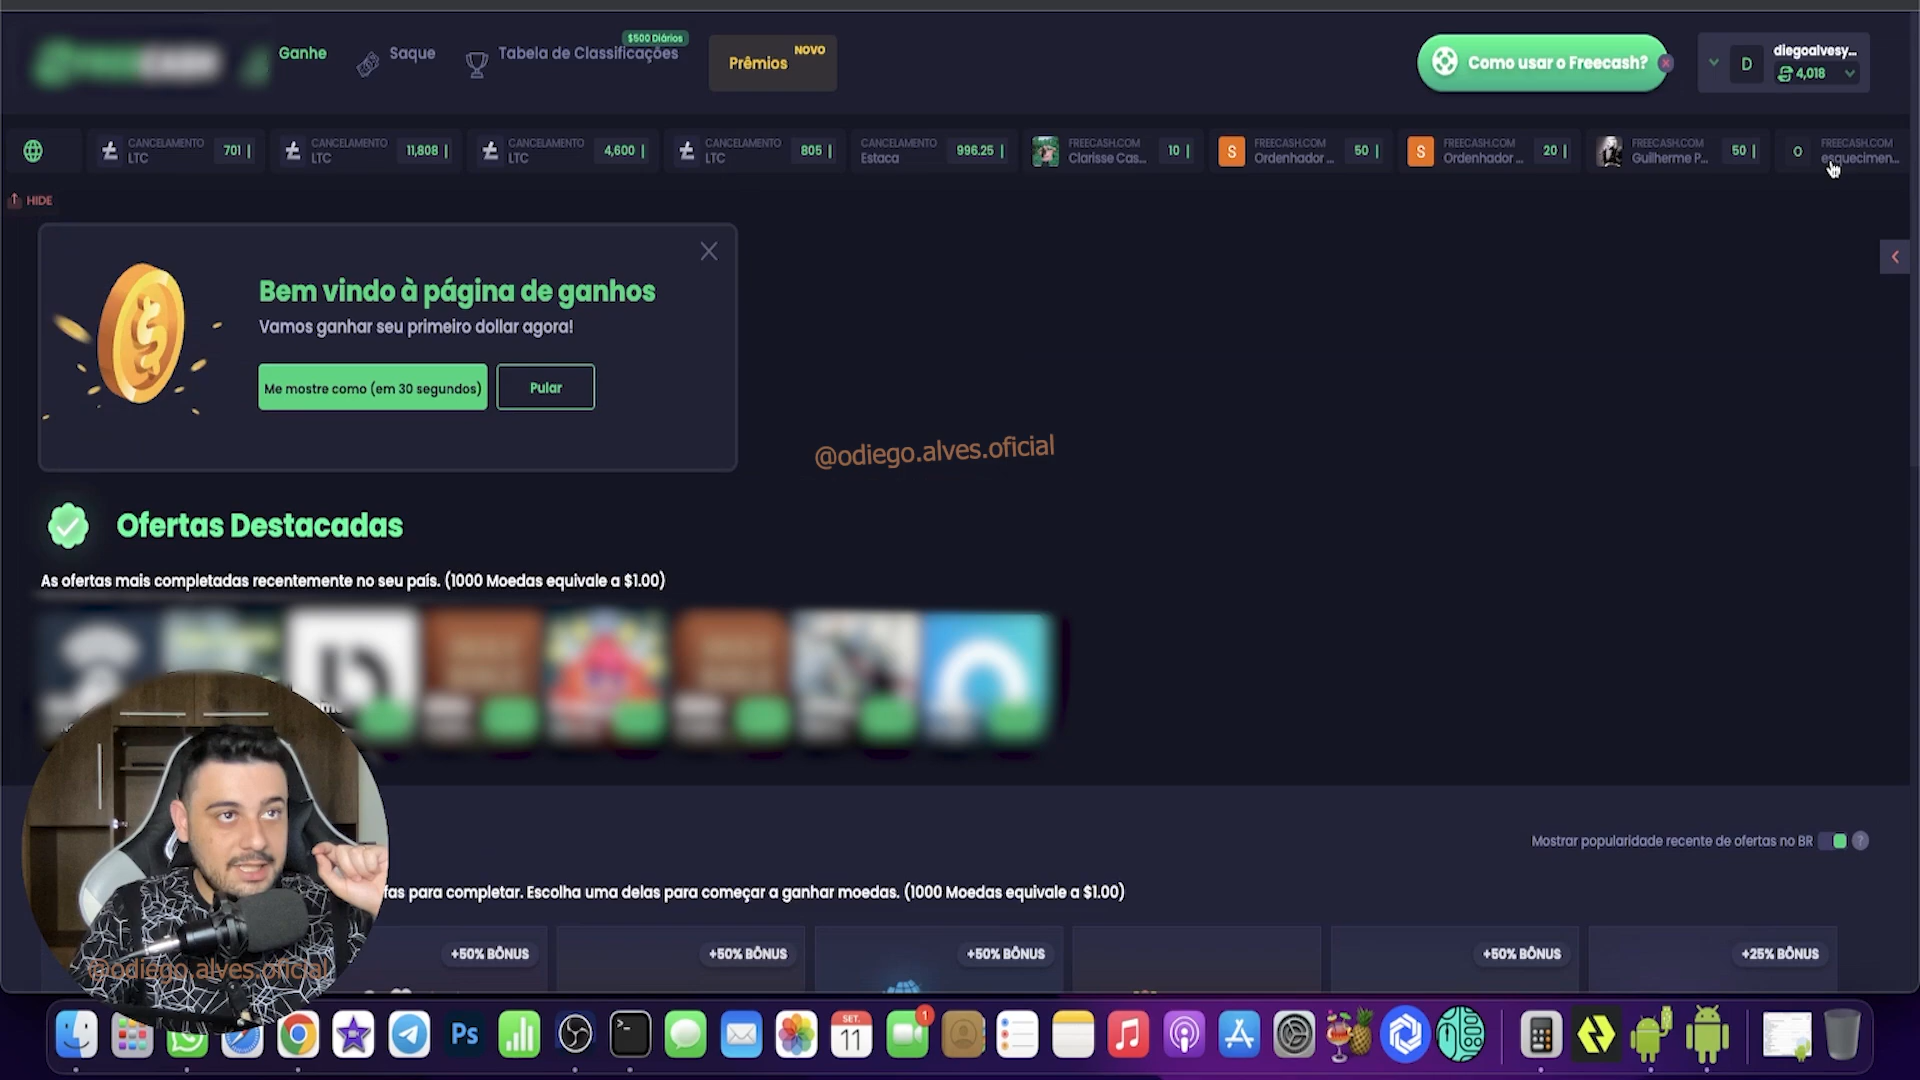 Ganhe
Saque
$500 Diários
Tabela de Classificações
NOVO
Prêmios
Como usar o Freecash?
D
diegoalvesy...
4,018
CANCELAMENTO
LTC
701
CANCELAMENTO
LTC
11,808
CANCELAMENTO
LTC
4,600
CANCELAMENTO
LTC
805
CANCELAMENTO
Estaca
996.25
FREECASH.COM
Clarisse Cas...
10
S
FREECASH.COM
Ordenhador ...
50
S
FREECASH.COM
Ordenhador ...
20
FREECASH.COM
Guilherme P...
50
O
FREECASH.COM
esquecimen...
HIDE
Bem vindo à página de ganhos
Vamos ganhar seu primeiro dollar agora!
Me mostre como (em 30 segundos)
Pular
@odiego.alves.oficial
Ofertas Destacadas
As ofertas mais completadas recentemente no seu país. (1000 Moedas equivale a $1.00)
Mostrar popularidade recente de ofertas no BR
?
para completar. Escolha uma delas para começar a ganhar moedas. (1000 Moedas equivale a $1.00)
+50% BÔNUS
+50% BÔNUS
+50% BÔNUS
+50% BÔNUS
+25% BÔNUS
@odiego.alves.oficial
Ps
SET.
11
1